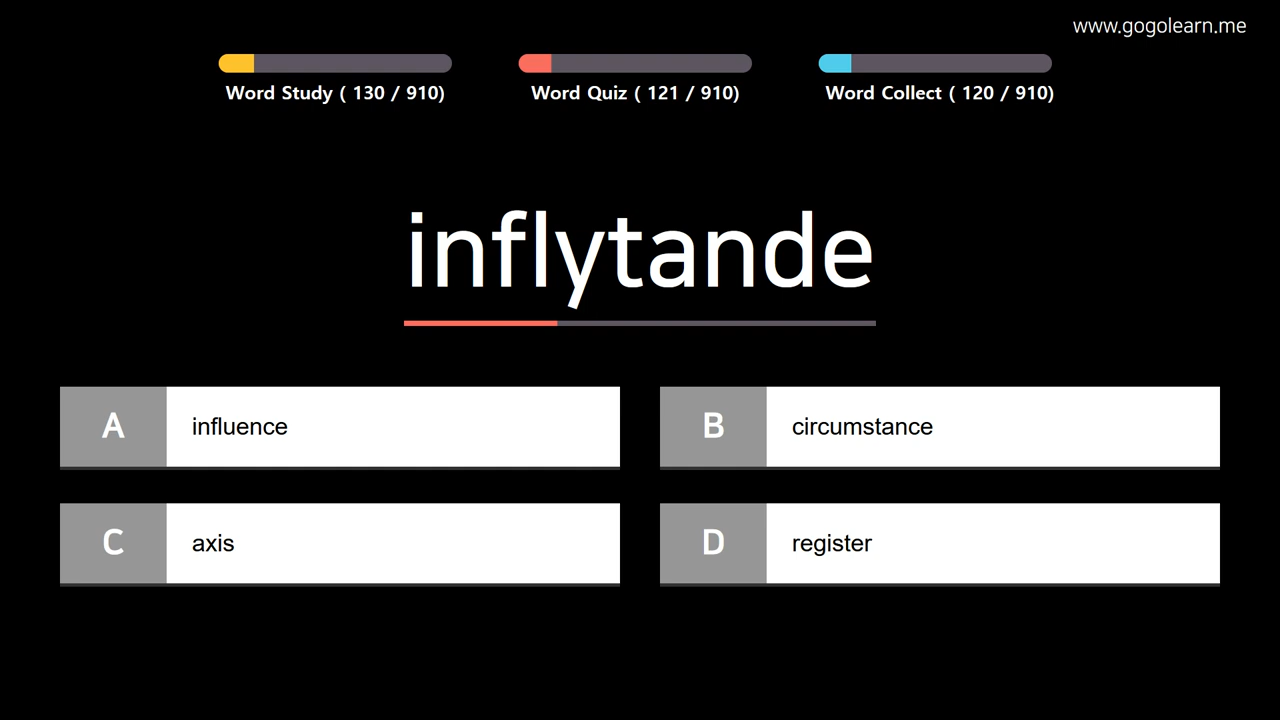 www.gogolearn.me
Word Study ( 130 / 910)
Word Quiz ( 121 / 910)
Word Collect ( 120 / 910)
inflytande
A influence
B circumstance
C axis
D register